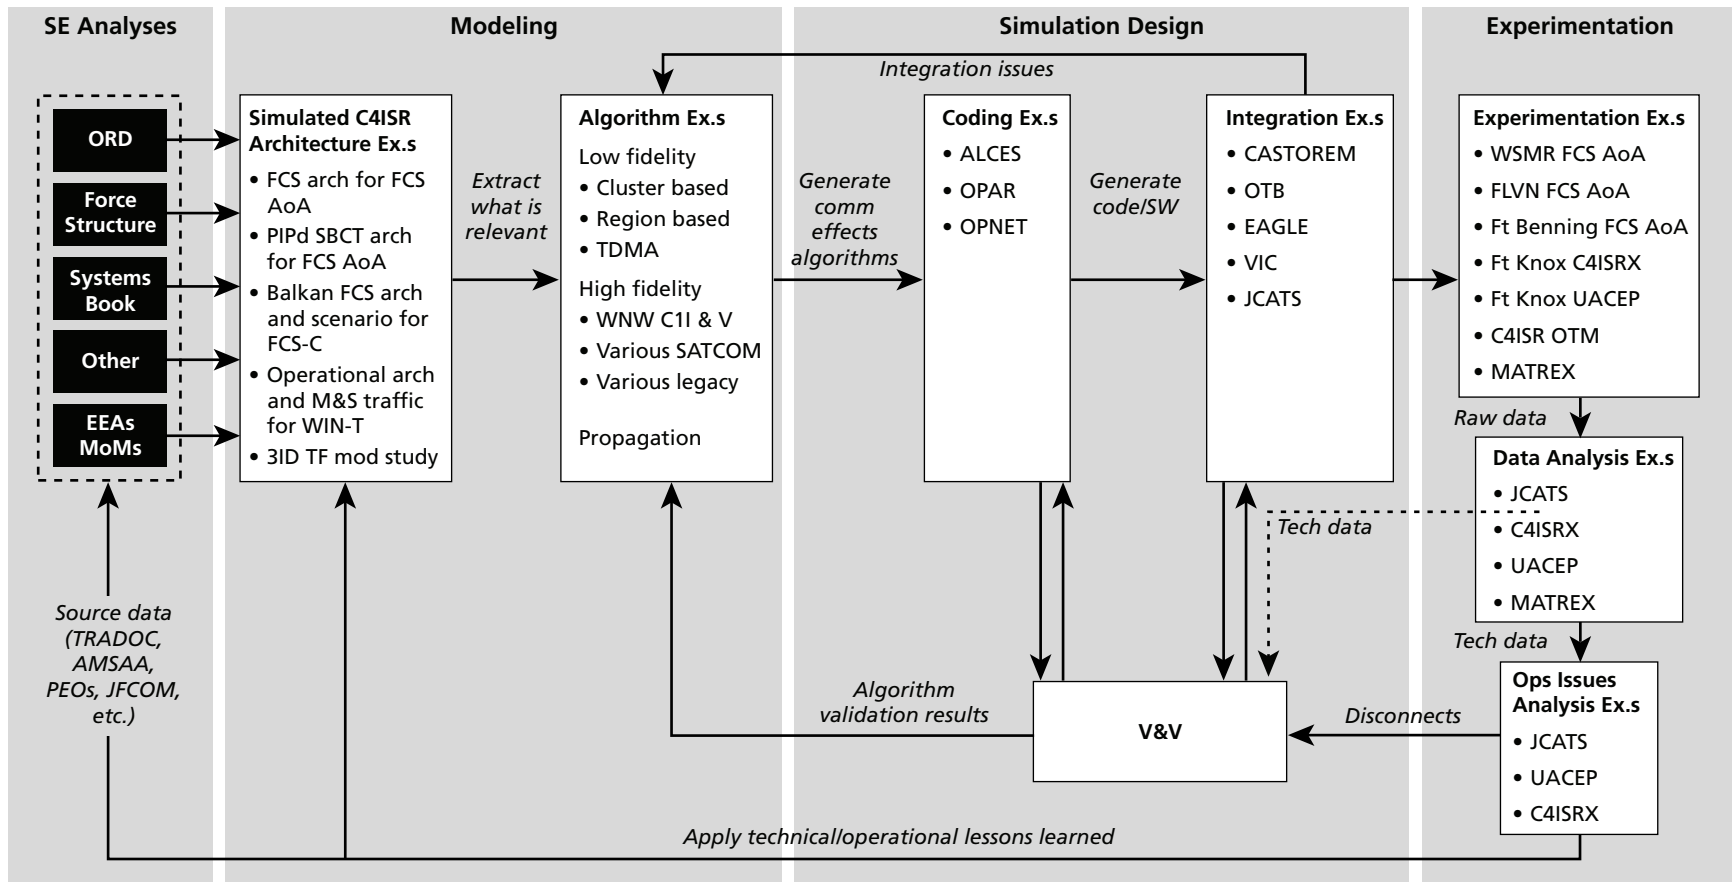 SE Analyses
Modeling
Simulation Design
Experimentation
Integration issues
ORD
Force
Structure
Systems
Book
Other
EEAs
MoMs
Source data
(TRADOC,
AMSAA,
PEOs, JFCOM,
etc.)
Simulated C4ISR
Architecture Ex.s
• FCS arch for FCS
AoA
• PIPd SBCT arch
for FCS AoA
• Balkan FCS arch
and scenario for
FCS-C
• Operational arch
and M&S traffic
for WIN-T
• 3ID TF mod study
Extract
what is
relevant
Algorithm Ex.s
Low fidelity
• Cluster based
• Region based
• TDMA
High fidelity
• WNW C1I & V
• Various SATCOM
• Various legacy
Propagation
Generate
comm
effects
algorithms
Coding Ex.s
• ALCES
• OPAR
• OPNET
Generate
code/SW
Integration Ex.s
• CASTOREM
• OTB
• EAGLE
• VIC
• JCATS
Experimentation Ex.s
• WSMR FCS AoA
• FLVN FCS AoA
• Ft Benning FCS AoA
• Ft Knox C4ISRX
• Ft Knox UACEP
• C4ISR OTM
• MATREX
Raw data
Data Analysis Ex.s
• JCATS
• C4ISRX
• UACEP
• MATREX
Tech data
Tech data
Ops Issues
Analysis Ex.s
• JCATS
• UACEP
• C4ISRX
Disconnects
V&V
Algorithm
validation results
Apply technical/operational lessons learned